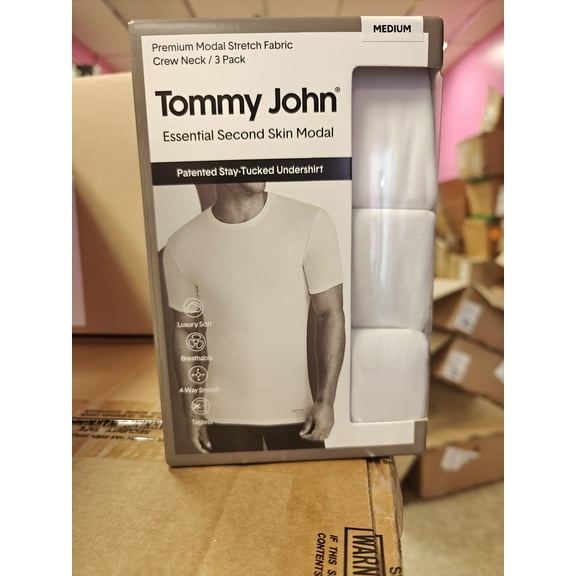 MEDIUM
Premium Modal Stretch Fabric
Crew Neck / 3 Pack
Tommy John®
Essential Second Skin Modal
Patented Stay-Tucked Undershirt
Luxury Soft
Breathable
4-Way Stretch
Tagless
IF THIS
CONTENTS
WARN